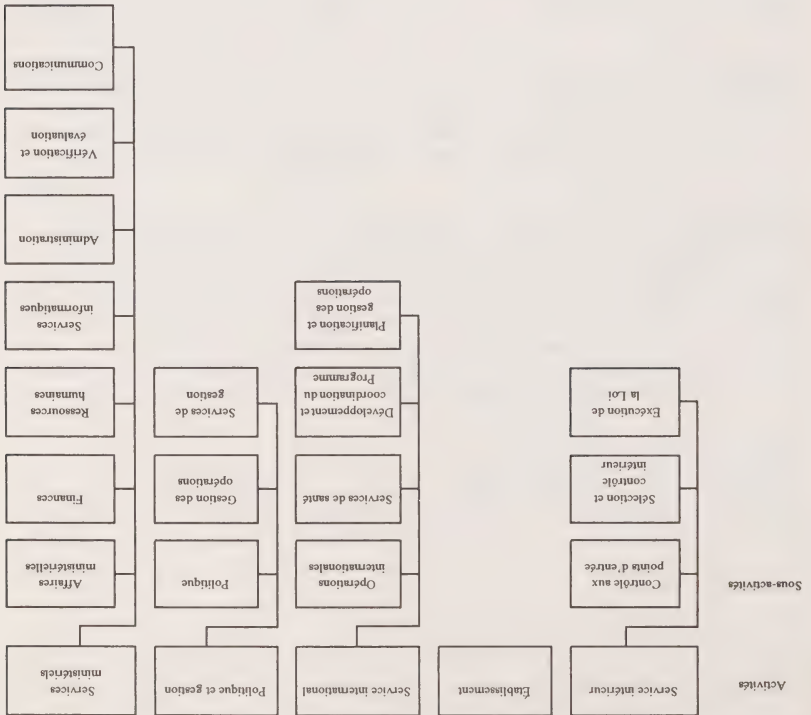 Activités
Service intérieur
Établissement
Service international
Politique et gestion
Services
ministériels
Sous-activités
Contrôle aux
points d'entrée
Sélection et
contrôle
intérieur
Exécution de
la Loi
Opérations
internationales
Services de santé
Développement et
coordination du
Programme
Planification et
gestion des
opérations
Politique
Gestion des
opérations
Services de
gestion
Affaires
ministérielles
Finances
Ressources
humaines
Services
informatiques
Administration
Vérification et
évaluation
Communications